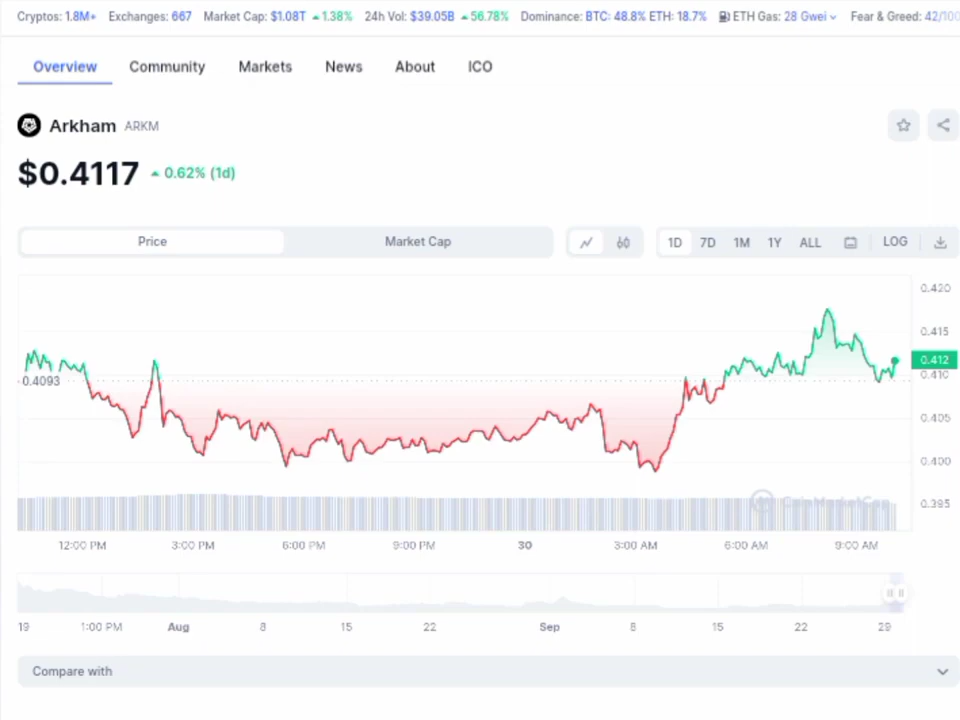 Cryptos: 1.8M+ Exchanges: 667 Market Cap: $1.08T 1.38% 24h Vol: $39.05B 56.78% Dominance: BTC: 48.8% ETH: 18.7% ETH Gas: 28 Gwei Fear & Greed: 42/100
Overview Community Markets News About ICO
Arkham ARKM
$0.4117 0.62% (1d)
Price Market Cap 1D 7D 1M 1Y ALL LOG
0.420
0.415
0.412
0.410
0.4093
0.405
0.400
CoinMarketCap
0.395
12:00 PM 3:00 PM 6:00 PM 9:00 PM 30 3:00 AM 6:00 AM 9:00 AM
19 1:00 PM Aug 8 15 22 Sep 8 15 22 29
Compare with